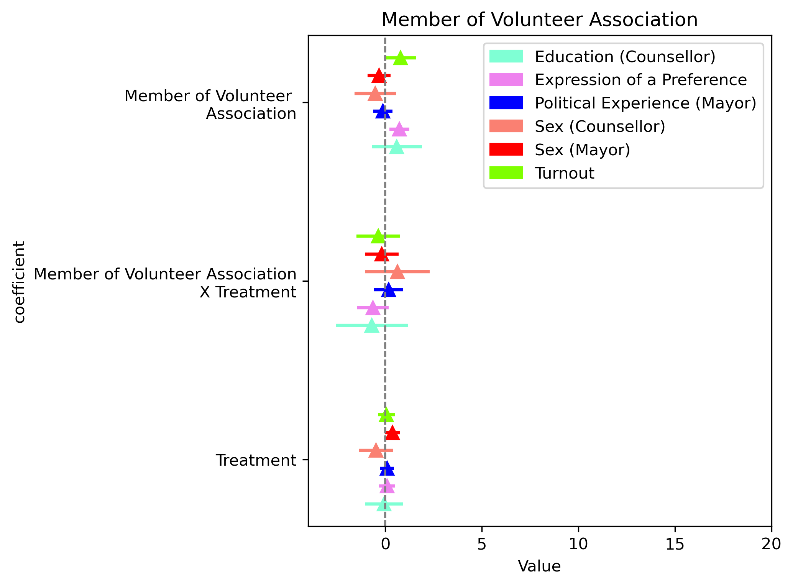 Member of Volunteer Association
Education (Counsellor)
Expression of a Preference
Political Experience (Mayor)
Sex (Counsellor)
Sex (Mayor)
Turnout
Member of Volunteer
Association
Member of Volunteer Association
X Treatment
Treatment
coefficient
0 5 10 15 20
Value